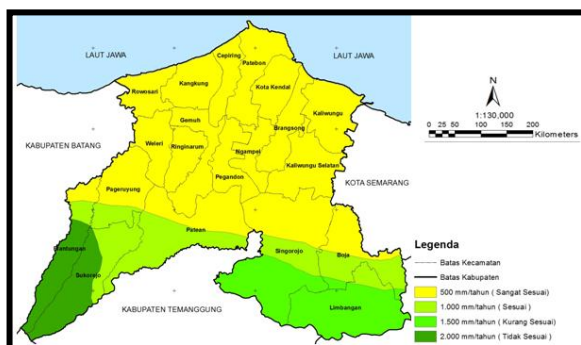 LAUT JAWA
LAUT JAWA
Cepiring
Patebon
Kangkung
Rowosari
Kota Kendal
Kaliwungu
Gemuh
Brangsong
Weleri
Ringinarum
Ngampel
Kaliwungu Selatan
Pegandon
Pageruyung
KABUPATEN BATANG
KOTA SEMARANG
Patean
Plantungan
Singorojo
Boja
Sukorejo
Limbangan
KABUPATEN TEMANGGUNG
N
1:130,000
0 25 50 100 150 200
Kilometers
Legenda
Batas Kecamatan
Batas Kabupaten
500 mm/tahun ( Sangat Sesuai)
1.000 mm/tahun ( Sesuai )
1.500 mm/tahun ( Kurang Sesuai)
2.000 mm/tahun ( Tidak Sesuai)